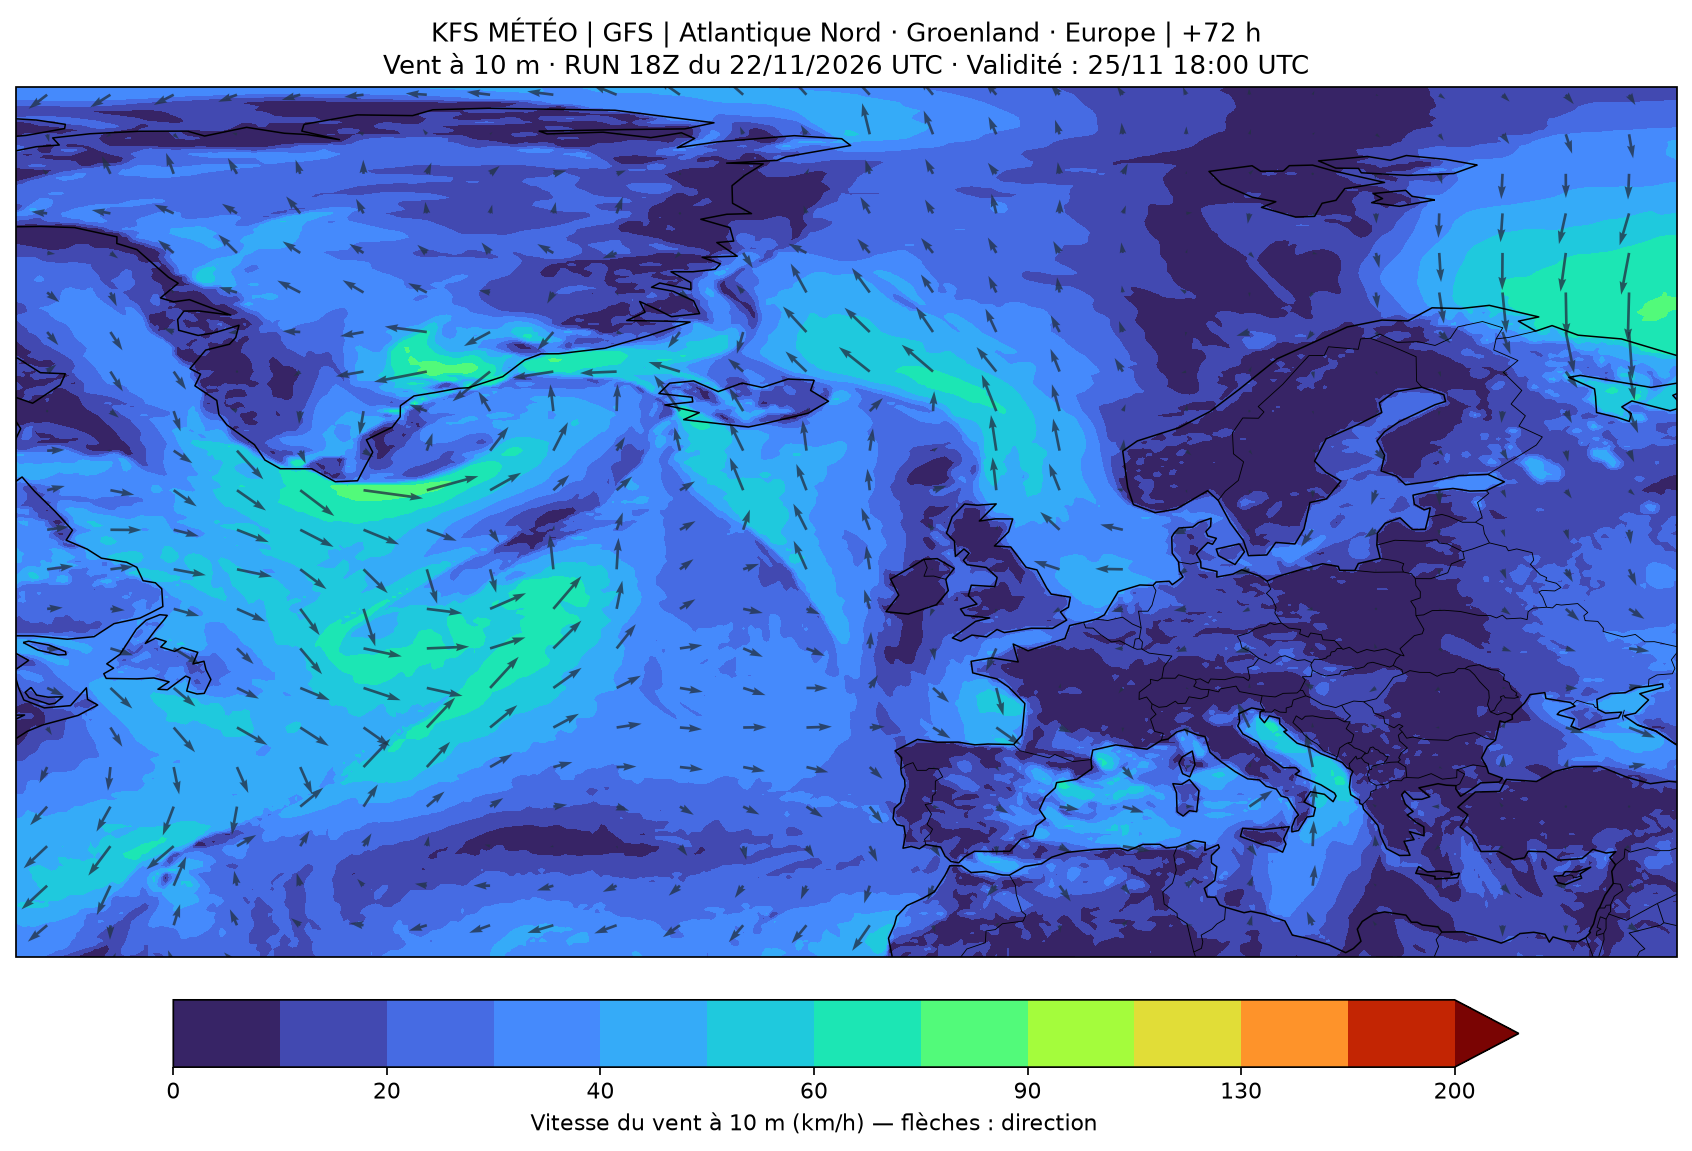 KFS MÉTÉO | GFS | Atlantique Nord · Groenland · Europe | +72 h
Vent à 10 m · RUN 18Z du 22/11/2026 UTC · Validité : 25/11 18:00 UTC
0 20 40 60 90 130 200
Vitesse du vent à 10 m (km/h) — flèches : direction